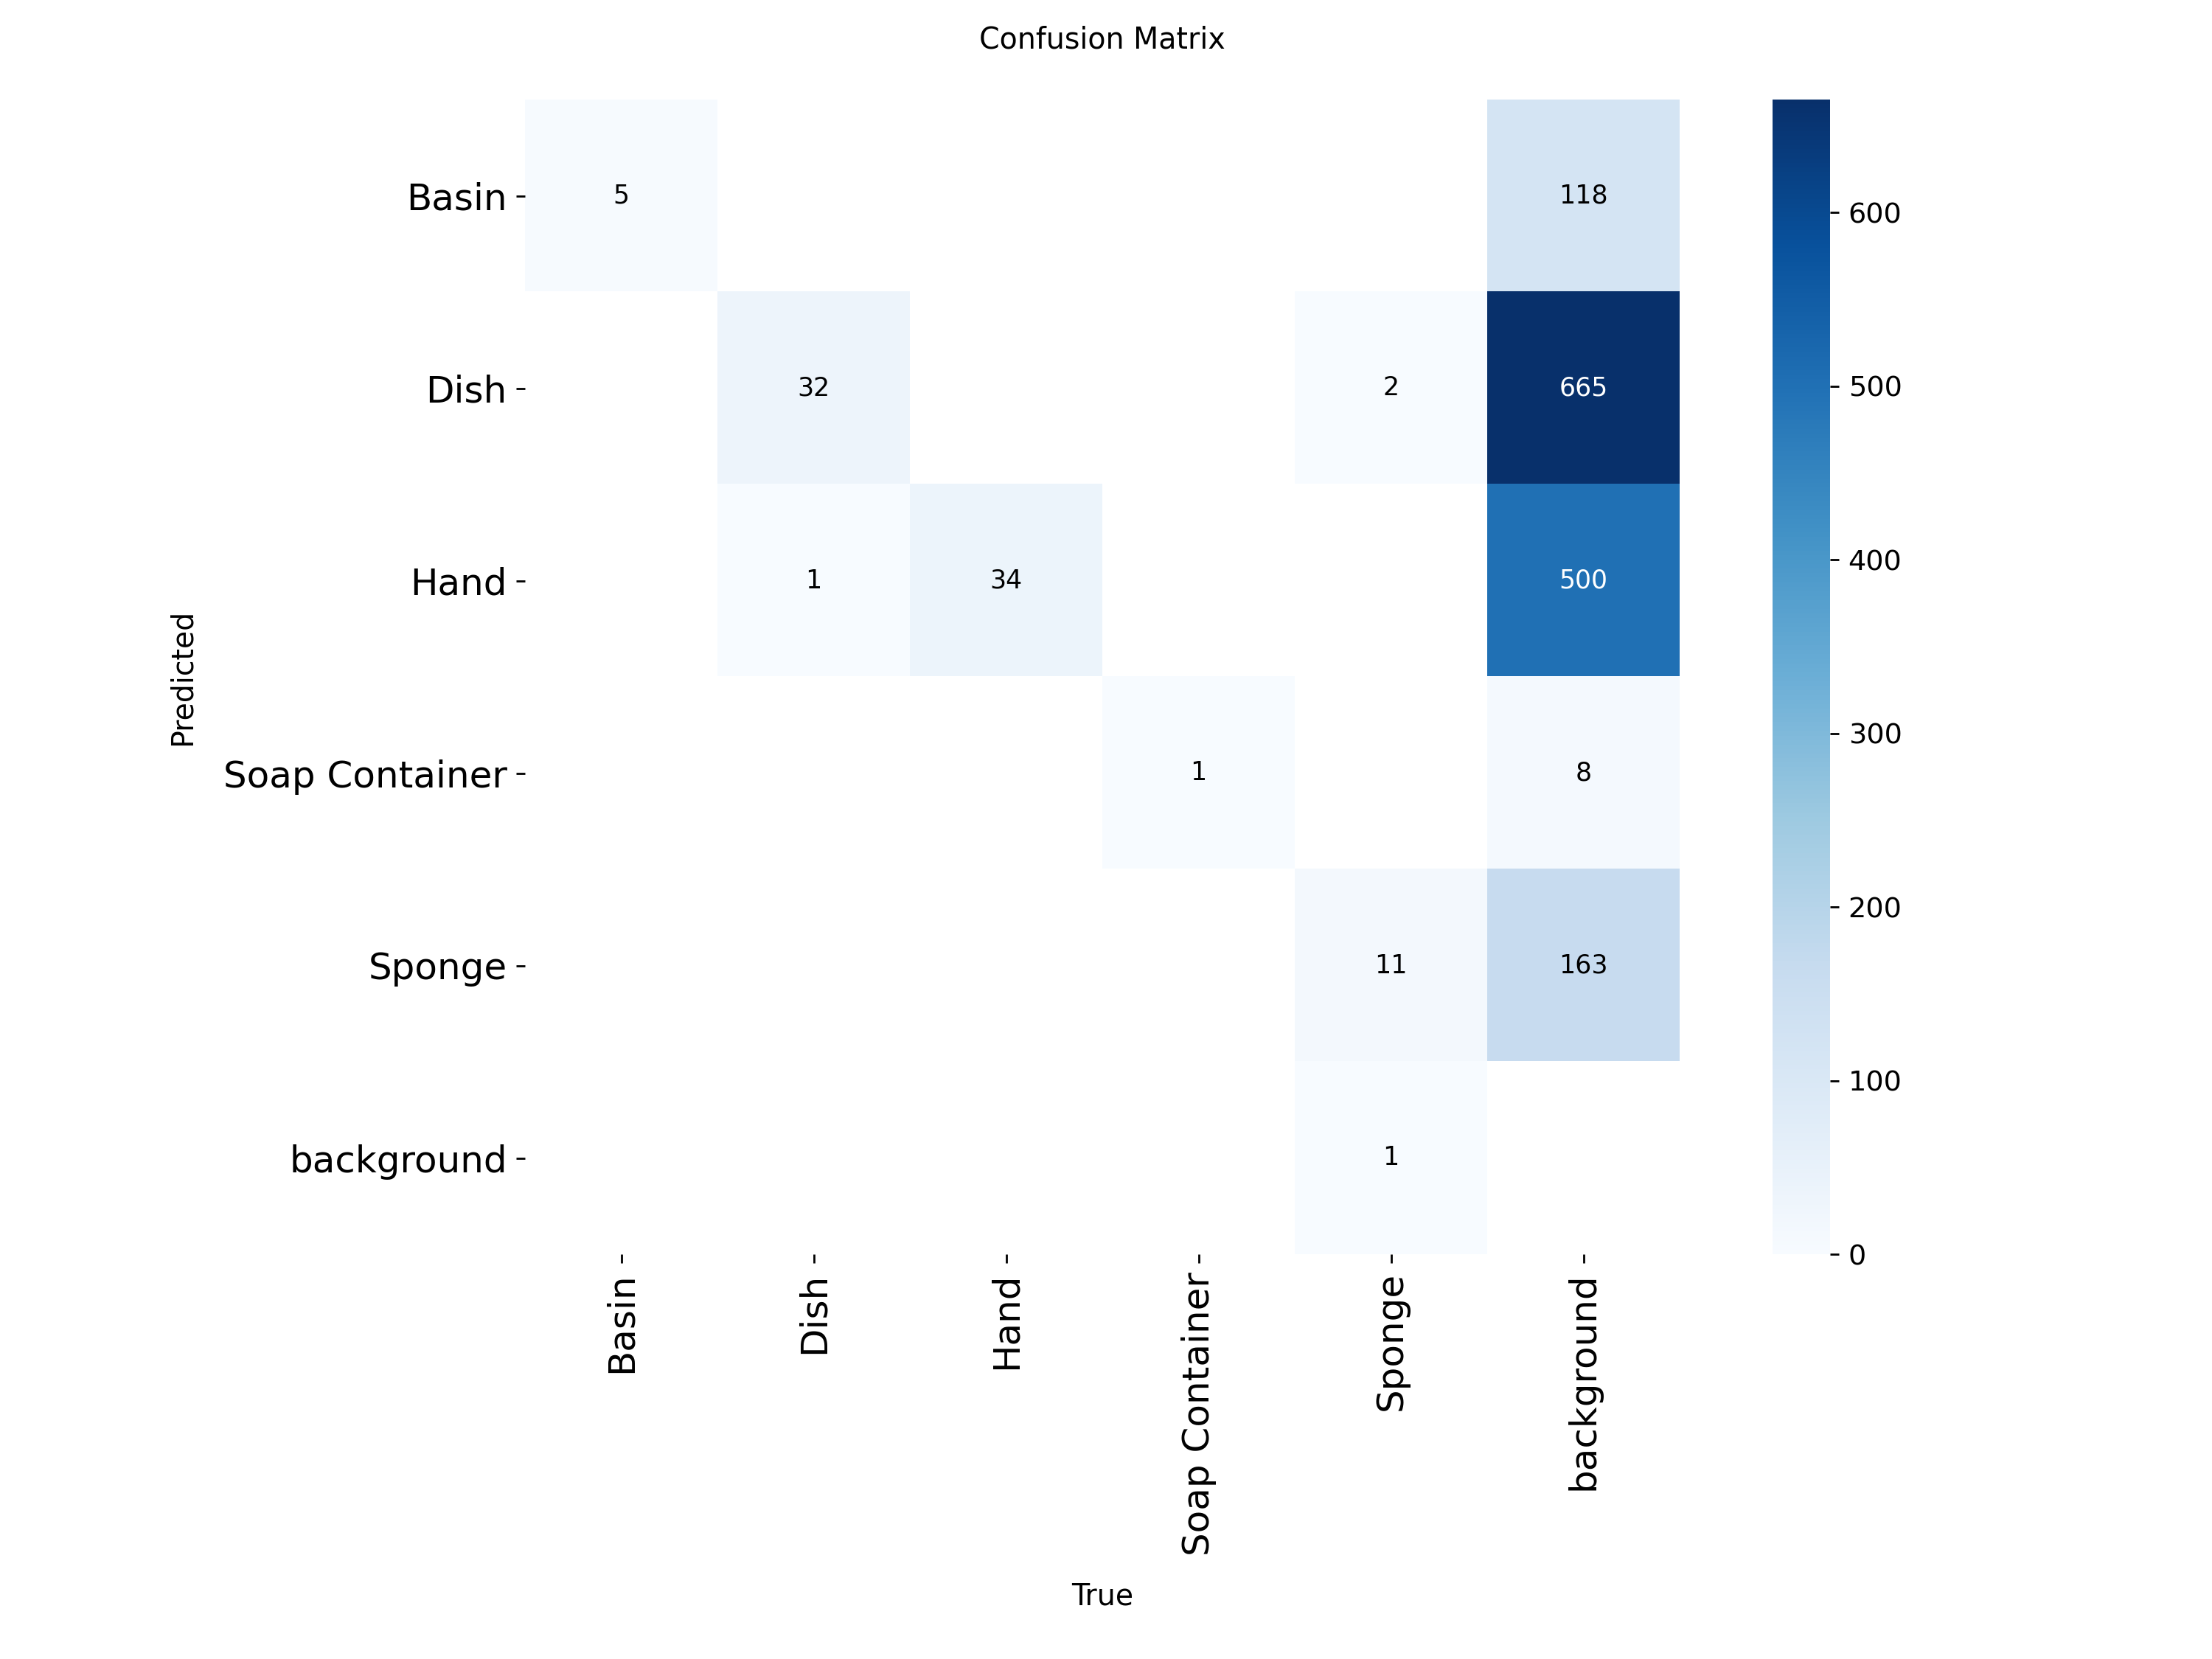 Confusion Matrix
Basin 5 118
Dish 32 2 665
Hand 1 34 500
Soap Container 1 8
Sponge 11 163
background 1
Predicted
Basin
Dish
Hand
Soap Container
Sponge
background
True
600
500
400
300
200
100
0